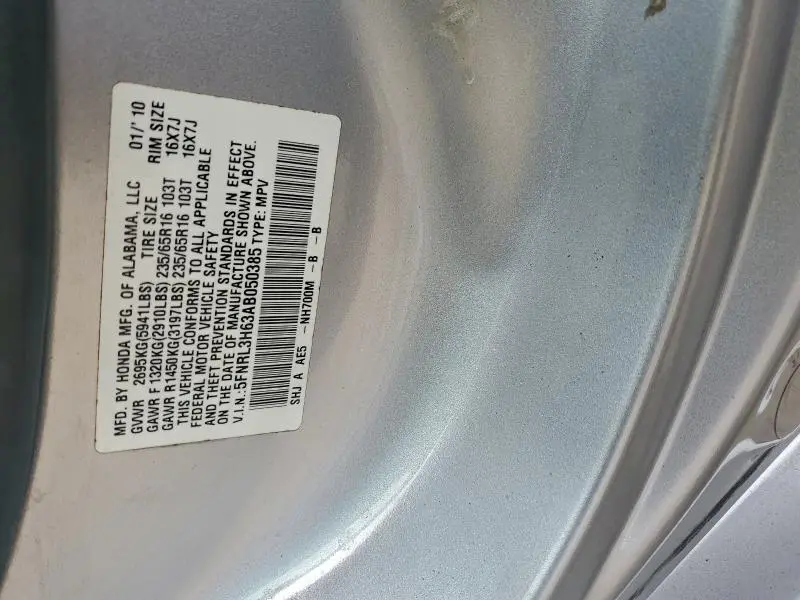 MFD. BY HONDA MFG. OF ALABAMA, LLC 01/' 10
GVWR 2695KG(5941LBS) TIRE SIZE RIM SIZE
GAWR F 1320KG(2910LBS) 235/65R16 103T 16X7J
GAWR R1450KG(3197LBS) 235/65R16 103T 16X7J
THIS VEHICLE CONFORMS TO ALL APPLICABLE
FEDERAL MOTOR VEHICLE SAFETY
AND THEFT PREVENTION STANDARDS IN EFFECT
ON THE DATE OF MANUFACTURE SHOWN ABOVE.
V.I.N.:5FNRL3H63AB050385 TYPE: MPV
SHJ A AE5 -NH700M -B -B